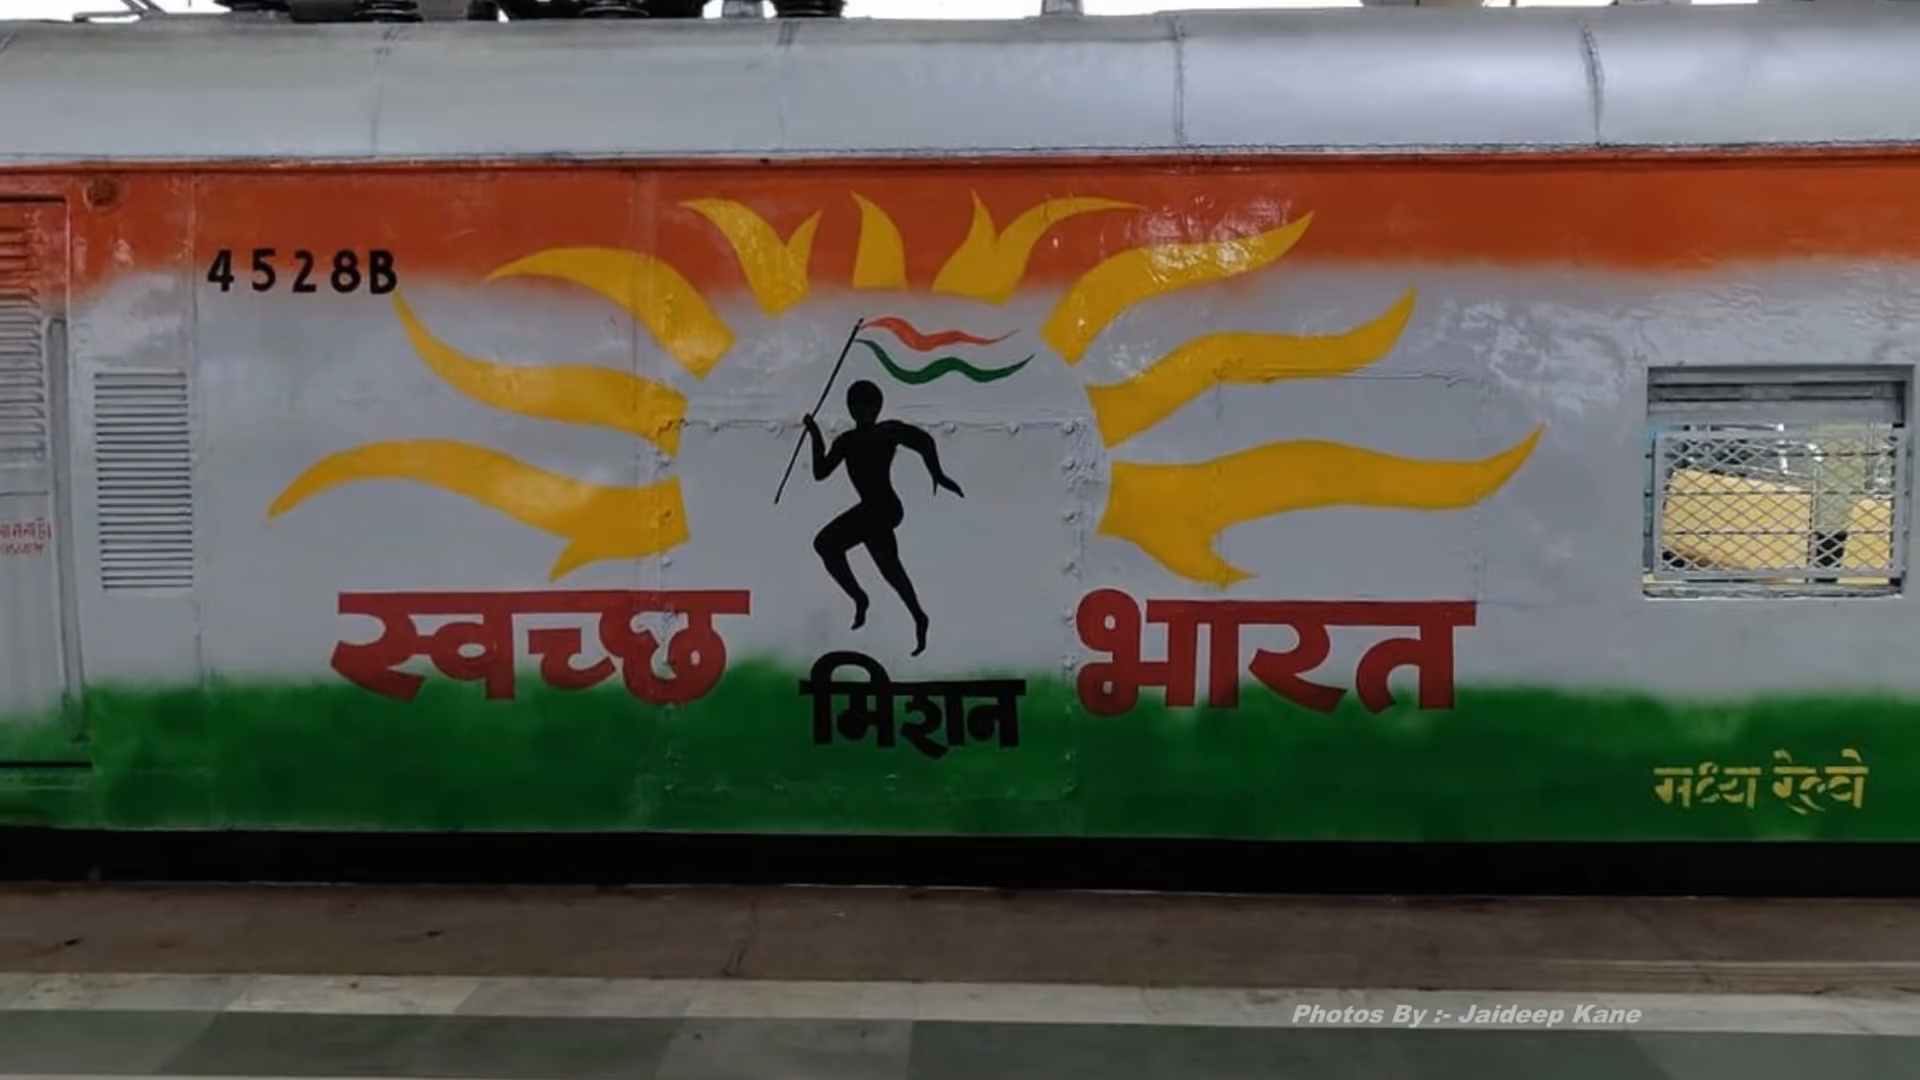 4528B
स्वच्छ भारत
मिशन
मध्य रेल्वे
Photos By :- Jaideep Kane